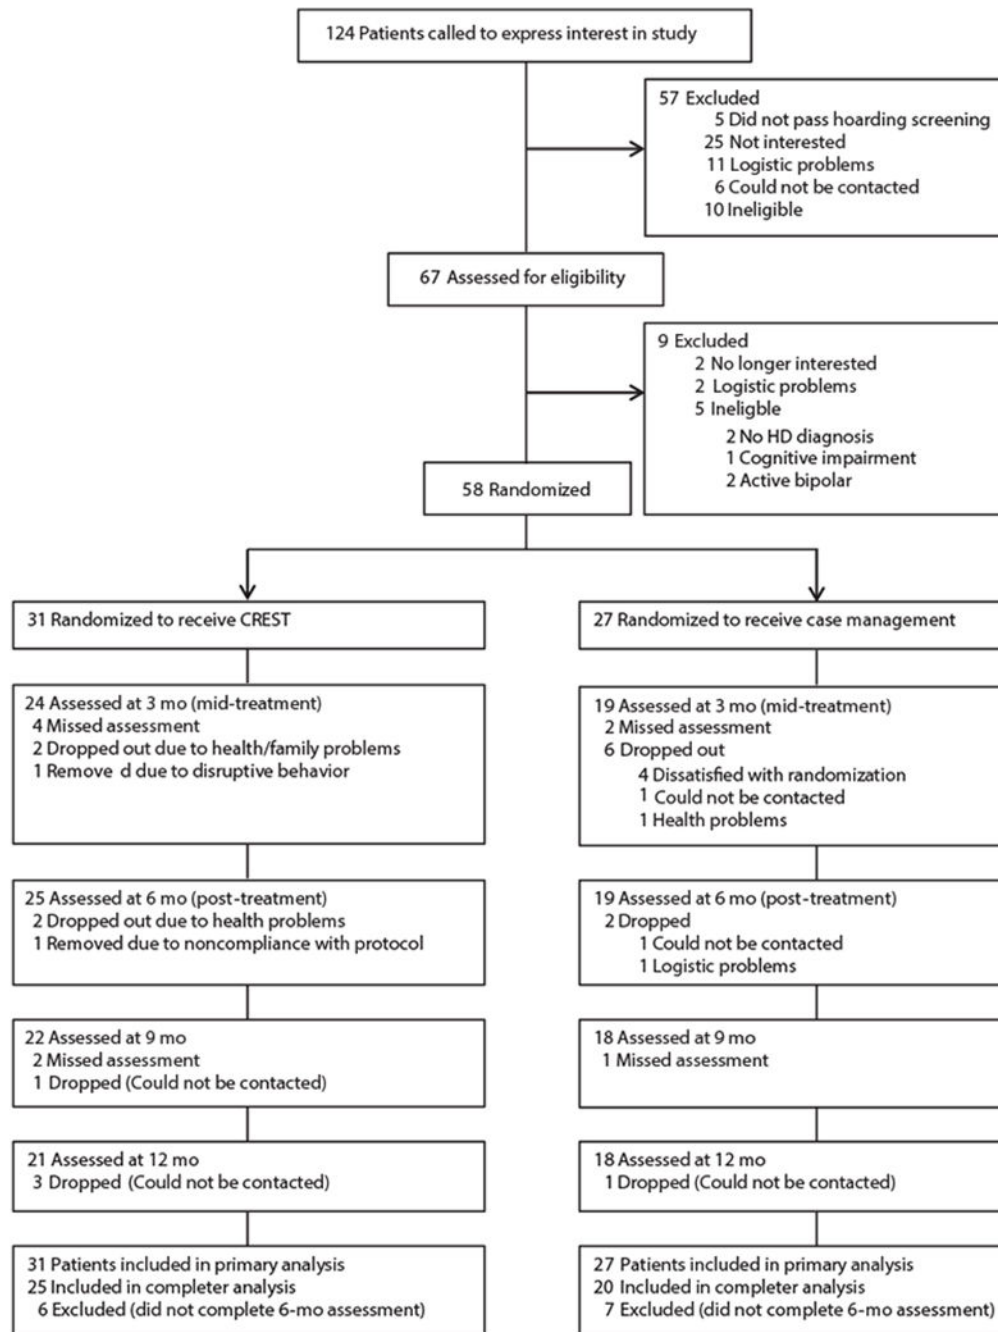 124 Patients called to express interest in study
57 Excluded
5 Did not pass hoarding screening
25 Not interested
11 Logistic problems
6 Could not be contacted
10 Ineligible
67 Assessed for eligibility
9 Excluded
2 No longer interested
2 Logistic problems
5 Ineligble
2 No HD diagnosis
1 Cognitive impairment
2 Active bipolar
58 Randomized
31 Randomized to receive CREST
24 Assessed at 3 mo (mid-treatment)
4 Missed assessment
2 Dropped out due to health/family problems
1 Remove d due to disruptive behavior
25 Assessed at 6 mo (post-treatment)
2 Dropped out due to health problems
1 Removed due to noncompliance with protocol
22 Assessed at 9 mo
2 Missed assessment
1 Dropped (Could not be contacted)
21 Assessed at 12 mo
3 Dropped (Could not be contacted)
31 Patients included in primary analysis
25 Included in completer analysis
6 Excluded (did not complete 6-mo assessment)
27 Randomized to receive case management
19 Assessed at 3 mo (mid-treatment)
2 Missed assessment
6 Dropped out
4 Dissatisfied with randomization
1 Could not be contacted
1 Health problems
19 Assessed at 6 mo (post-treatment)
2 Dropped
1 Could not be contacted
1 Logistic problems
18 Assessed at 9 mo
1 Missed assessment
18 Assessed at 12 mo
1 Dropped (Could not be contacted)
27 Patients included in primary analysis
20 Included in completer analysis
7 Excluded (did not complete 6-mo assessment)